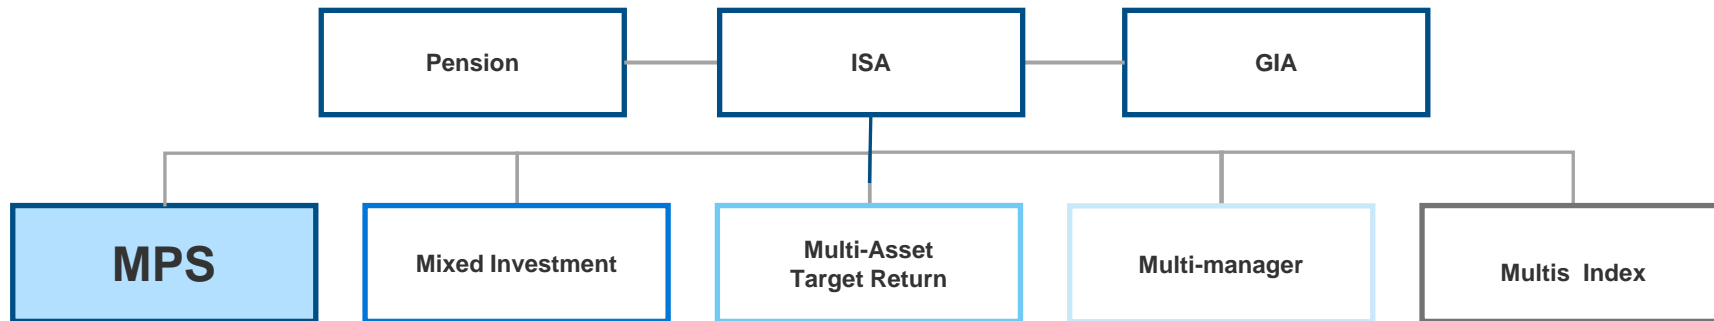 Pension
ISA
GIA
MPS
Mixed Investment
Multi-Asset
Target Return
Multi-manager
Multis Index